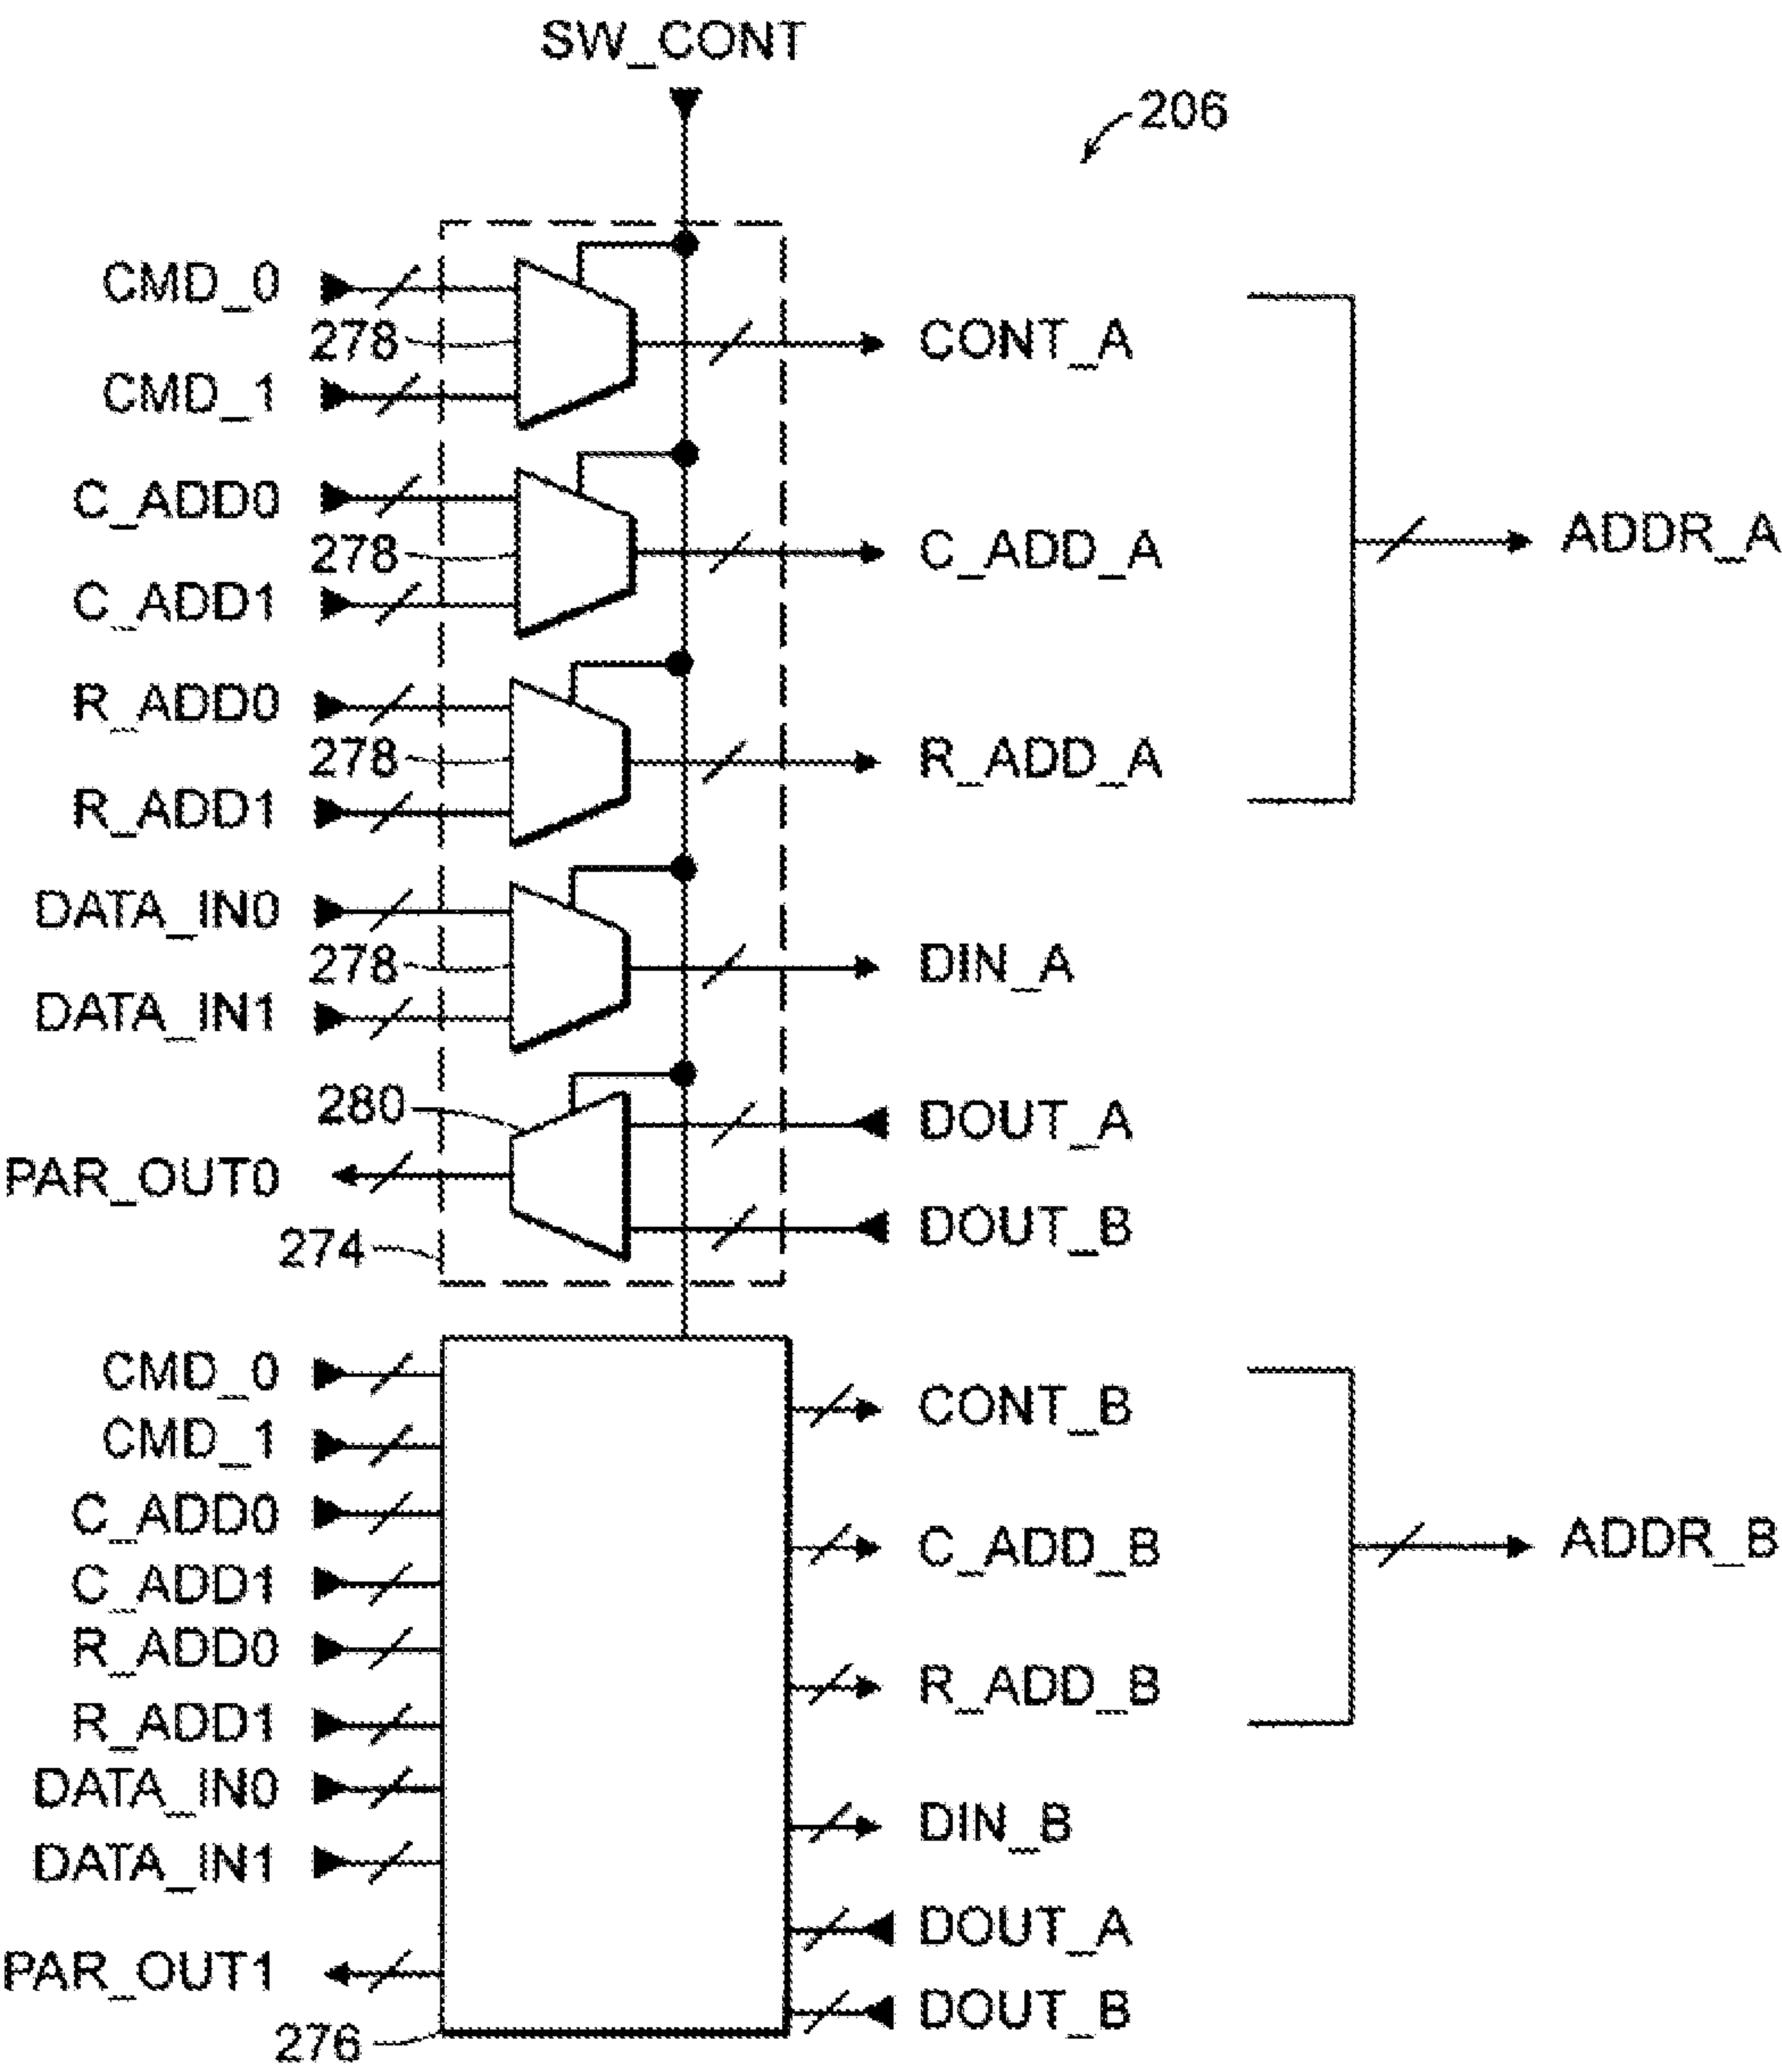 SW_CONT
206
CMD_0
278
CMD_1
CONT_A
C_ADD0
278
C_ADD1
C_ADD_A
ADDR_A
R_ADD0
278
R_ADD1
R_ADD_A
DATA_IN0
278
DATA_IN1
DIN_A
280
PAR_OUT0
274
DOUT_A
DOUT_B
CMD_0
CMD_1
C_ADD0
C_ADD1
R_ADD0
R_ADD1
DATA_IN0
DATA_IN1
PAR_OUT1
276
CONT_B
C_ADD_B
R_ADD_B
ADDR_B
DIN_B
DOUT_A
DOUT_B